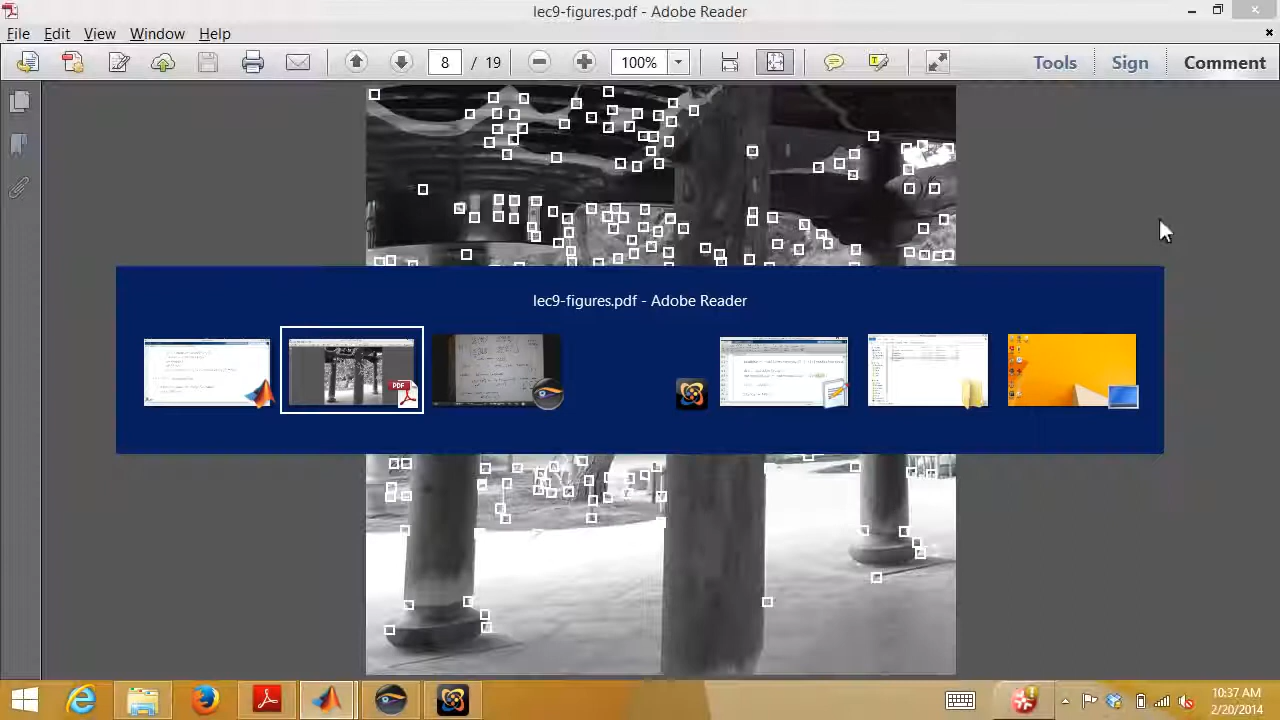 lec9-figures.pdf - Adobe Reader
File Edit View Window Help
8 / 19 100% Tools Sign Comment
lec9-figures.pdf - Adobe Reader
PDF
10:37 AM
2/20/2014